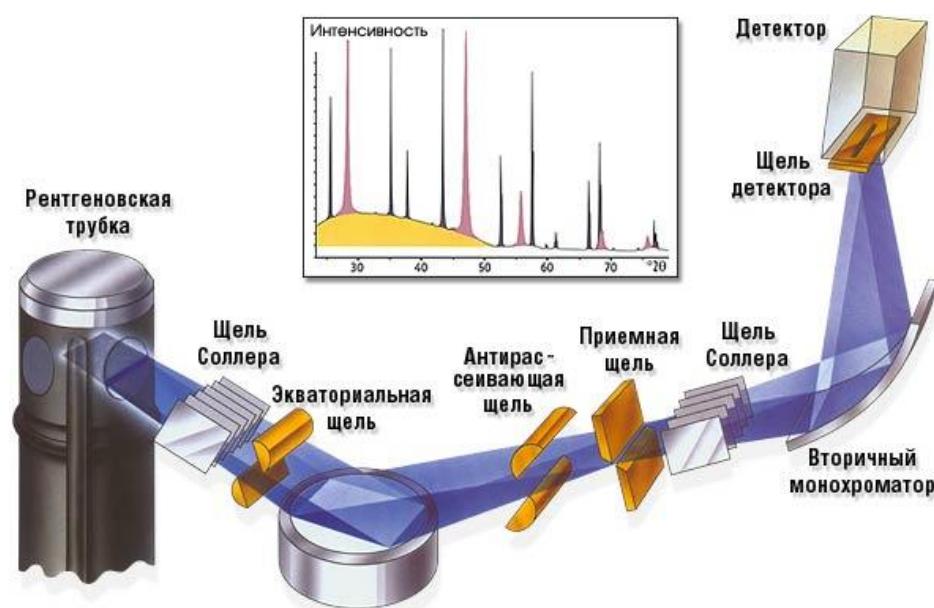 Интенсивность
30 40 50 60 70 °2θ
Детектор
Щель
детектора
Рентгеновская
трубка
Щель
Соллера
Экваториальная
щель
Антирас-
сеивающая
щель
Приемная
щель
Щель
Соллера
Вторичный
монохроматор